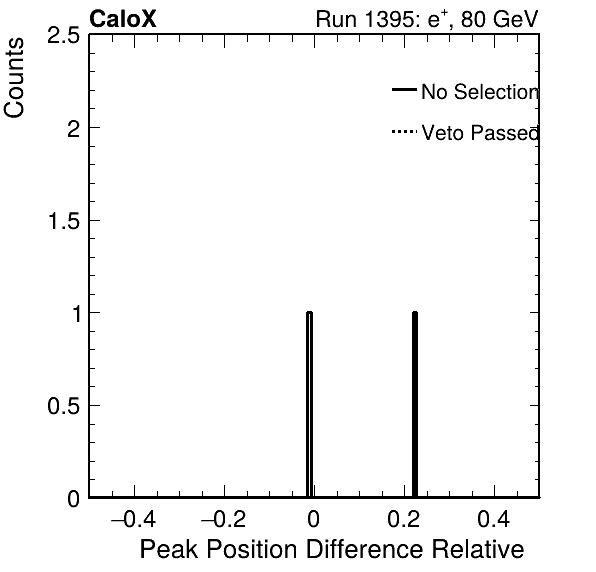 CaloX Run 1395: e⁺, 80 GeV
Counts
2.5
2
1.5
1
0.5
0
No Selection
Veto Passed
−0.4 −0.2 0 0.2 0.4
Peak Position Difference Relative